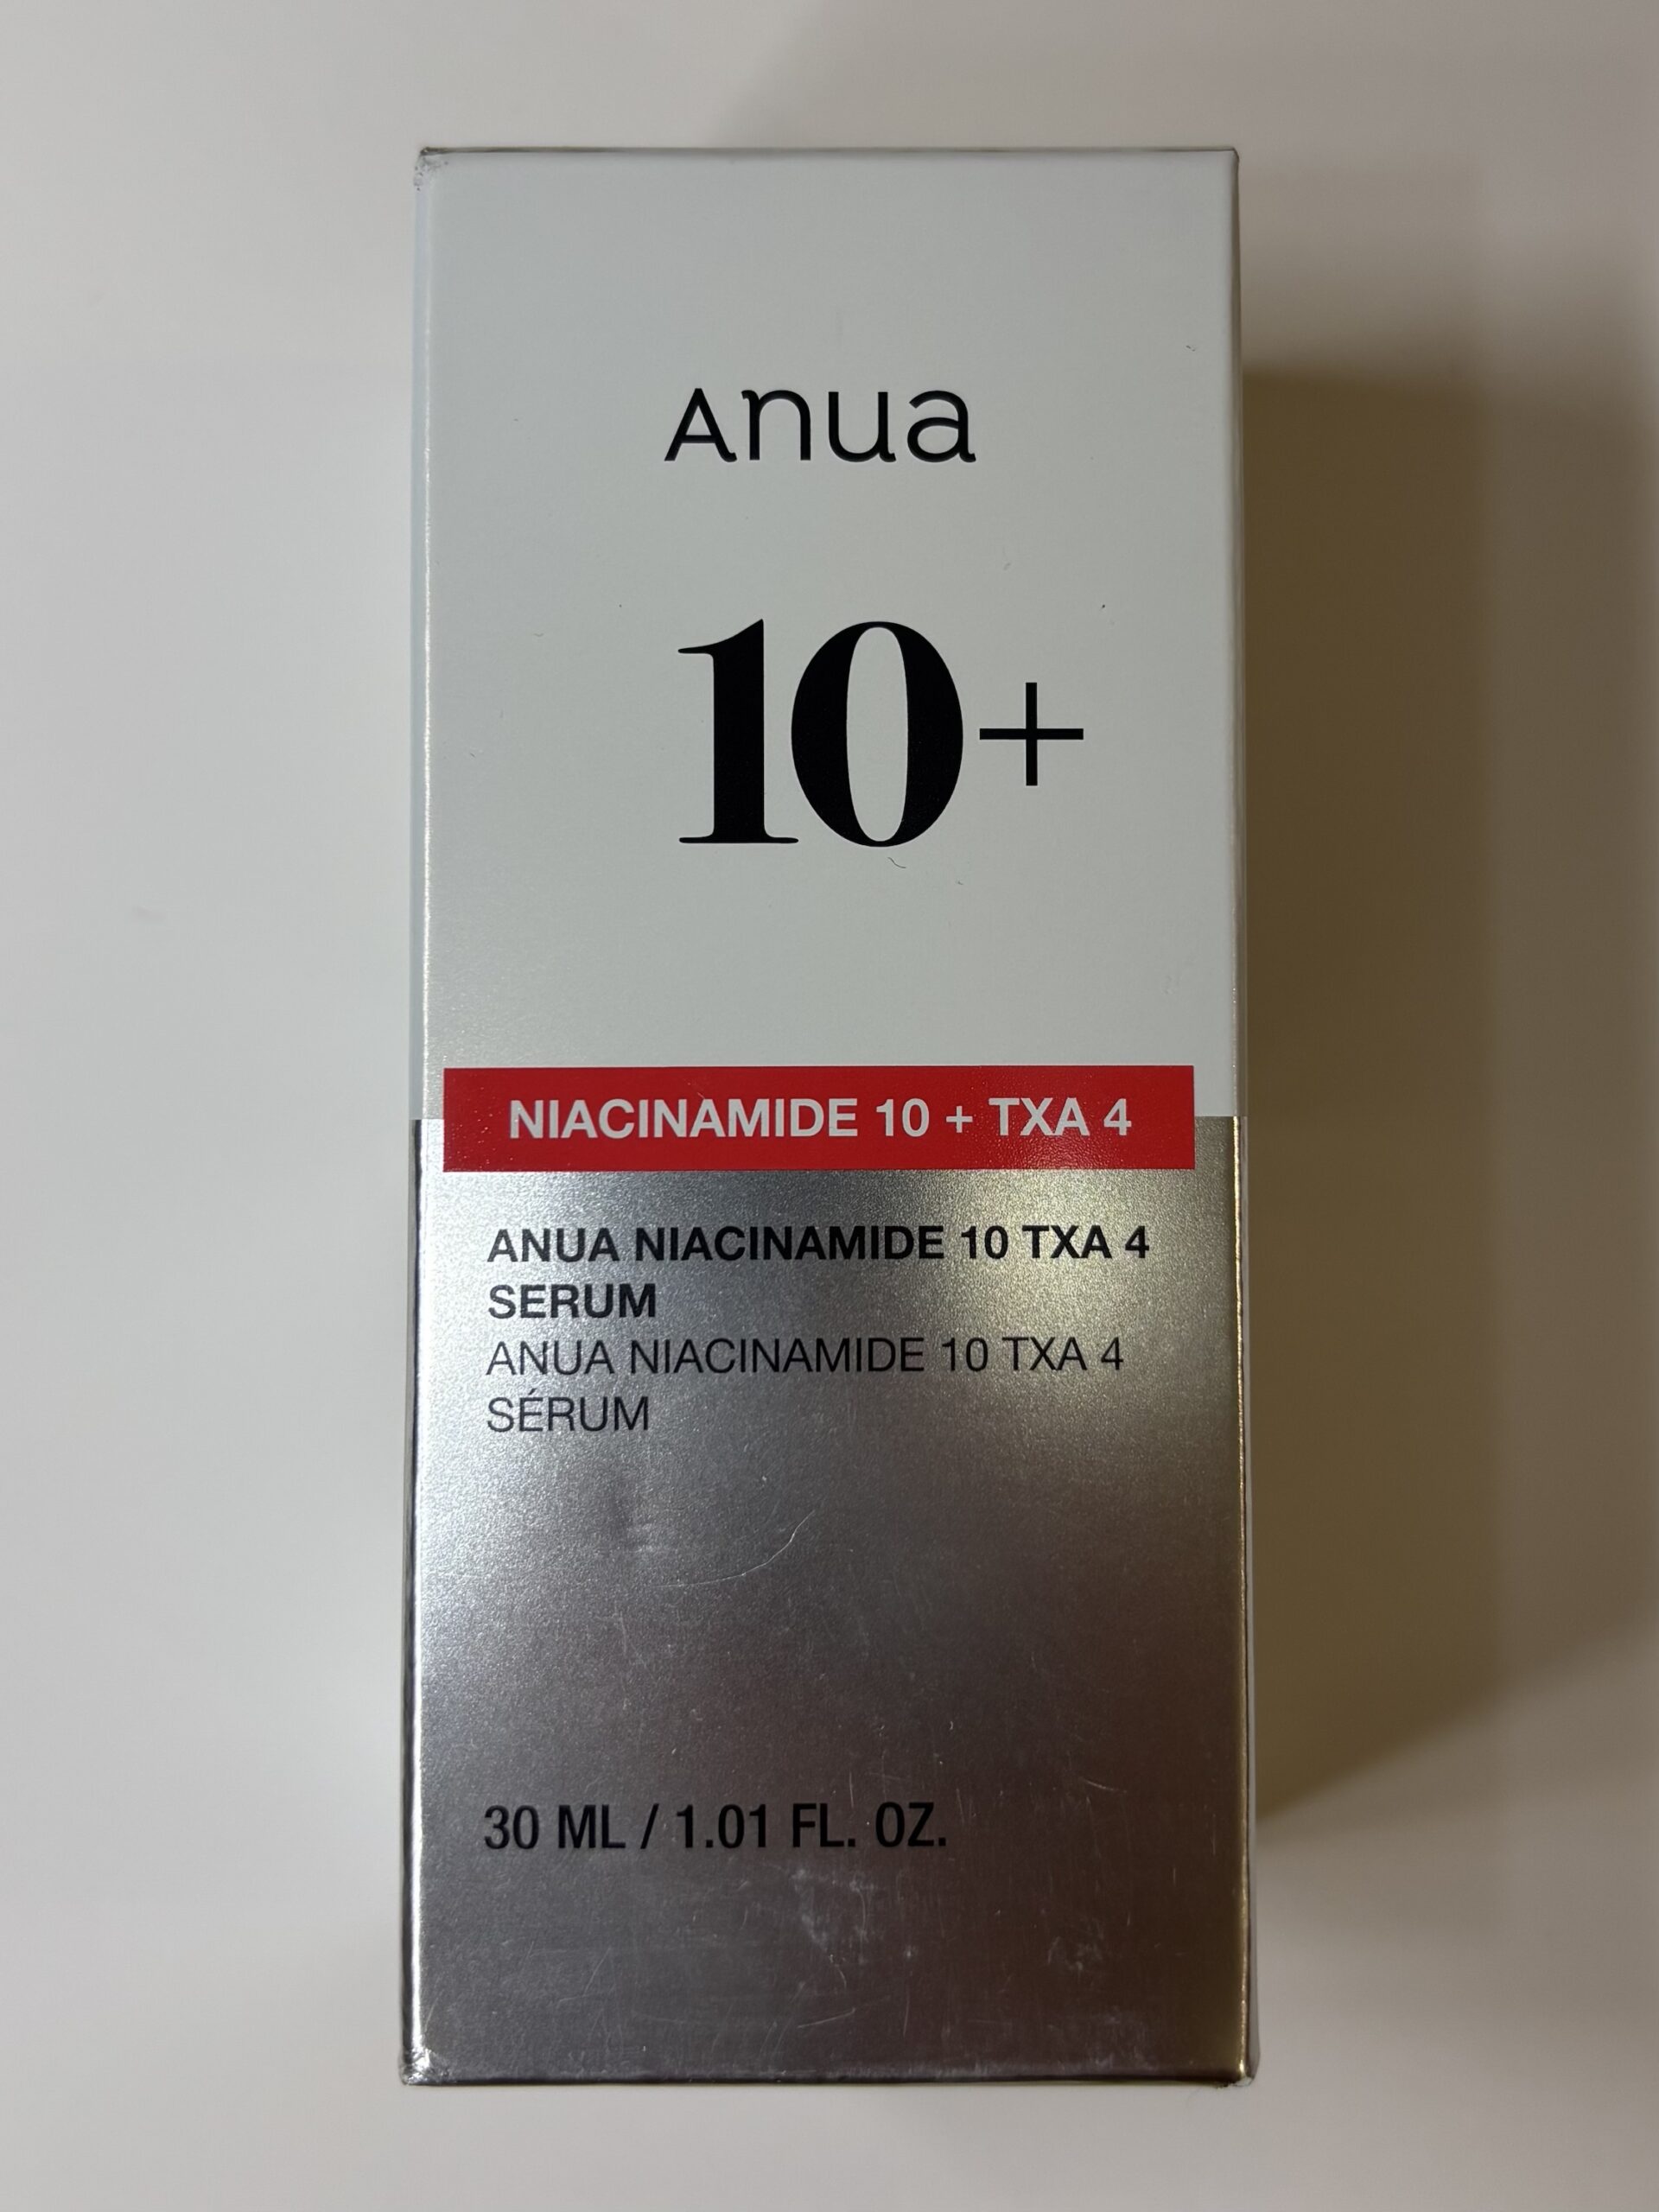 Anua
10+
NIACINAMIDE 10 + TXA 4
ANUA NIACINAMIDE 10 TXA 4
SERUM
ANUA NIACINAMIDE 10 TXA 4
SÉRUM
30 ML / 1.01 FL. OZ.